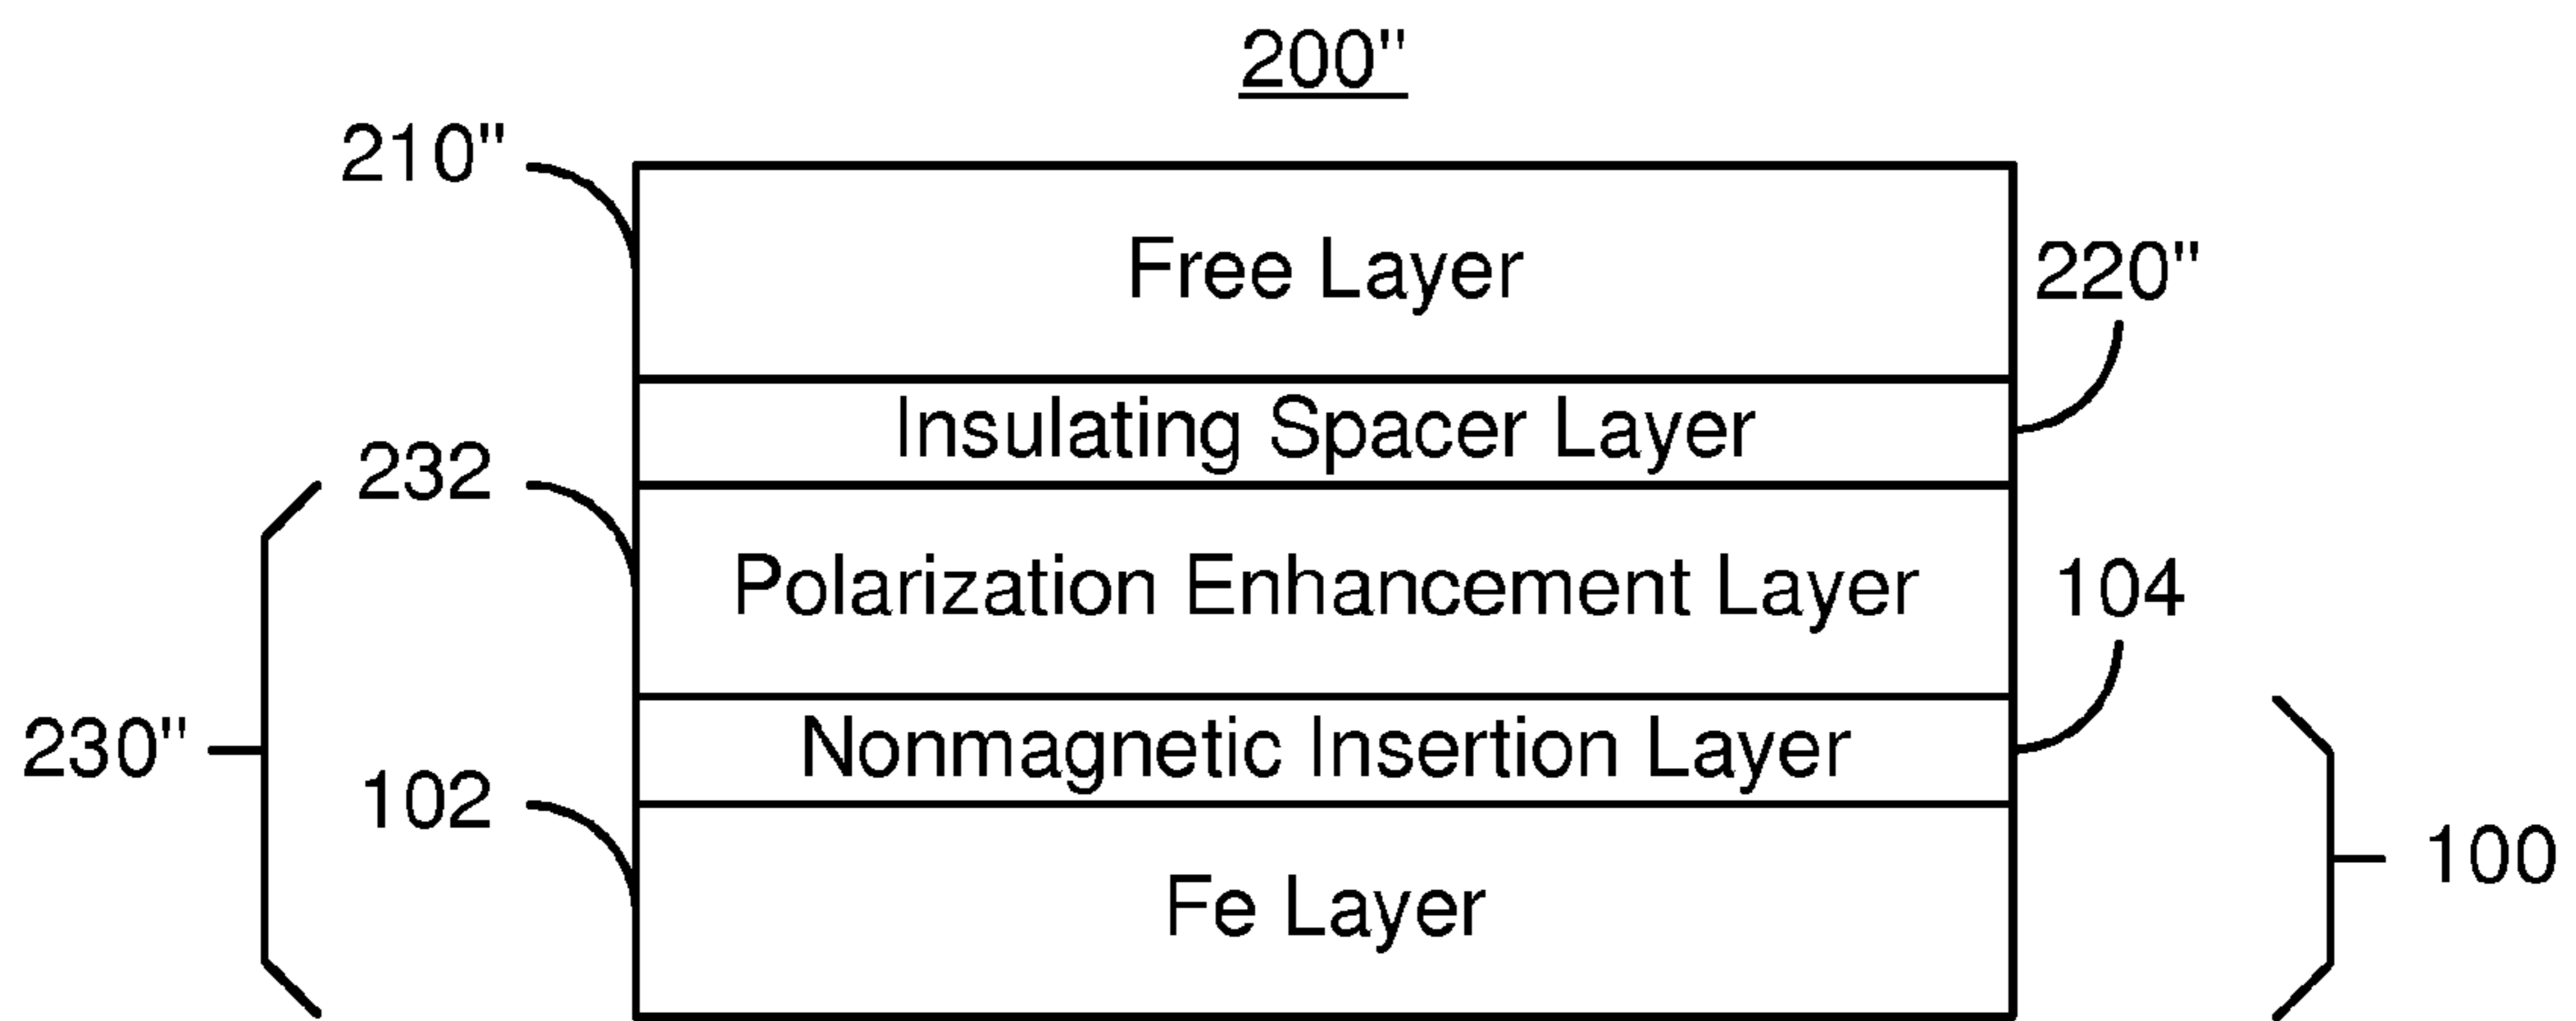 200"
210"
Free Layer
220"
Insulating Spacer Layer
232
Polarization Enhancement Layer
104
230"
Nonmagnetic Insertion Layer
102
100
Fe Layer